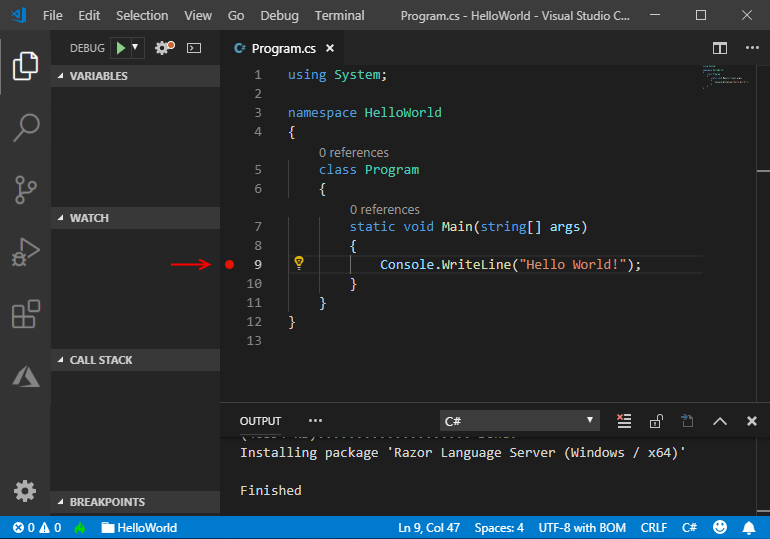 File Edit Selection View Go Debug Terminal Program.cs - HelloWorld - Visual Studio C...
DEBUG
VARIABLES
WATCH
CALL STACK
BREAKPOINTS
C# Program.cs
1 using System;
2
3 namespace HelloWorld
4 {
0 references
5 class Program
6 {
0 references
7 static void Main(string[] args)
8 {
9 Console.WriteLine("Hello World!");
10 }
11 }
12 }
13
OUTPUT ... C#
Installing package 'Razor Language Server (Windows / x64)'
Finished
0 0 HelloWorld Ln 9, Col 47 Spaces: 4 UTF-8 with BOM CRLF C#